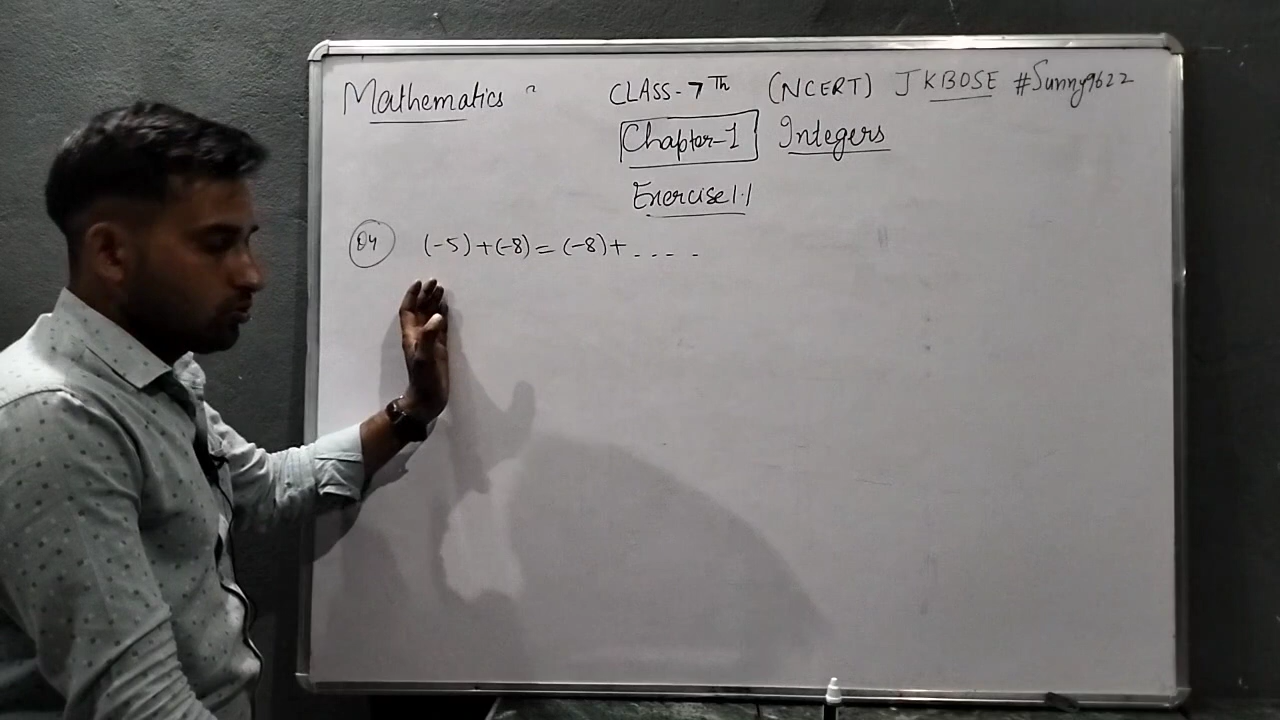 Mathematics CLASS-7Th (NCERT) JKBOSE #Sunny9622
Chapter-1 Integers
Exercise 1.1
Q4 (-5)+(-8)=(-8)+ - - - -